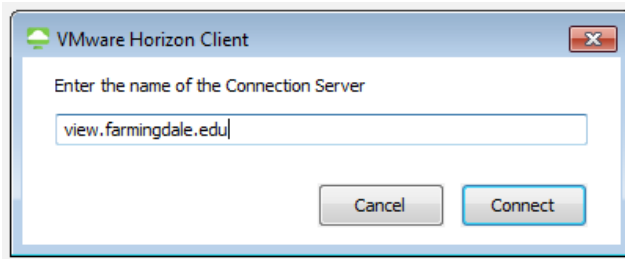 VMware Horizon Client
Enter the name of the Connection Server
view.farmingdale.edu
Cancel Connect